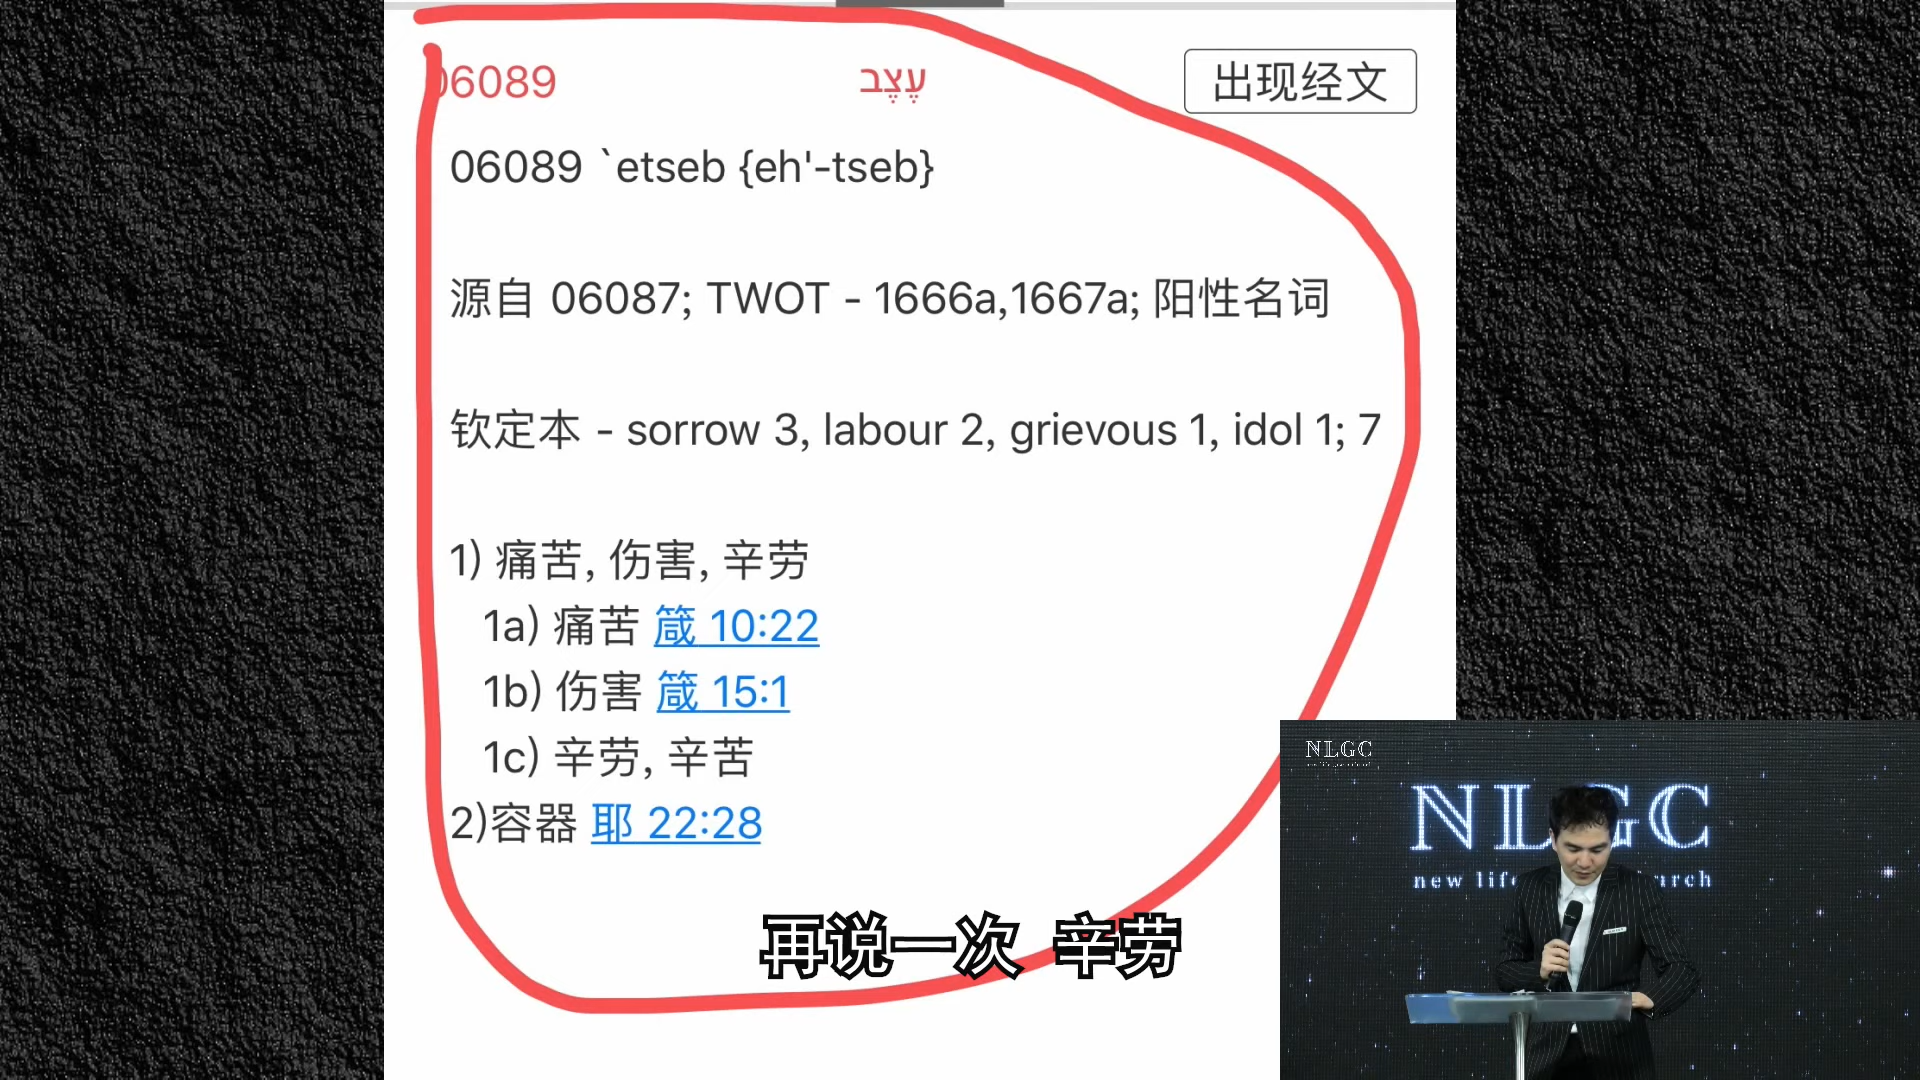 06089 עֶצֶב 出现经文
06089 `etseb {eh'-tseb}
源自 06087; TWOT - 1666a,1667a; 阳性名词
钦定本 - sorrow 3, labour 2, grievous 1, idol 1; 7
1) 痛苦, 伤害, 辛劳
1a) 痛苦 箴 10:22
1b) 伤害 箴 15:1
1c) 辛劳, 辛苦
2)容器 耶 22:28
再说一次 辛劳
NLGC
NLGC
new life